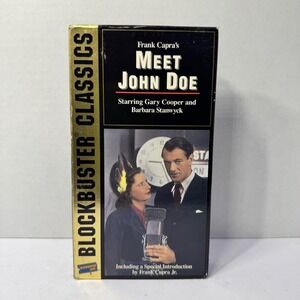 Frank Capra's
MEET
JOHN DOE
Starring Gary Cooper and
Barbara Stanwyck
BLOCKBUSTER CLASSICS
STA
Including a Special Introduction
by Frank Capra Jr.